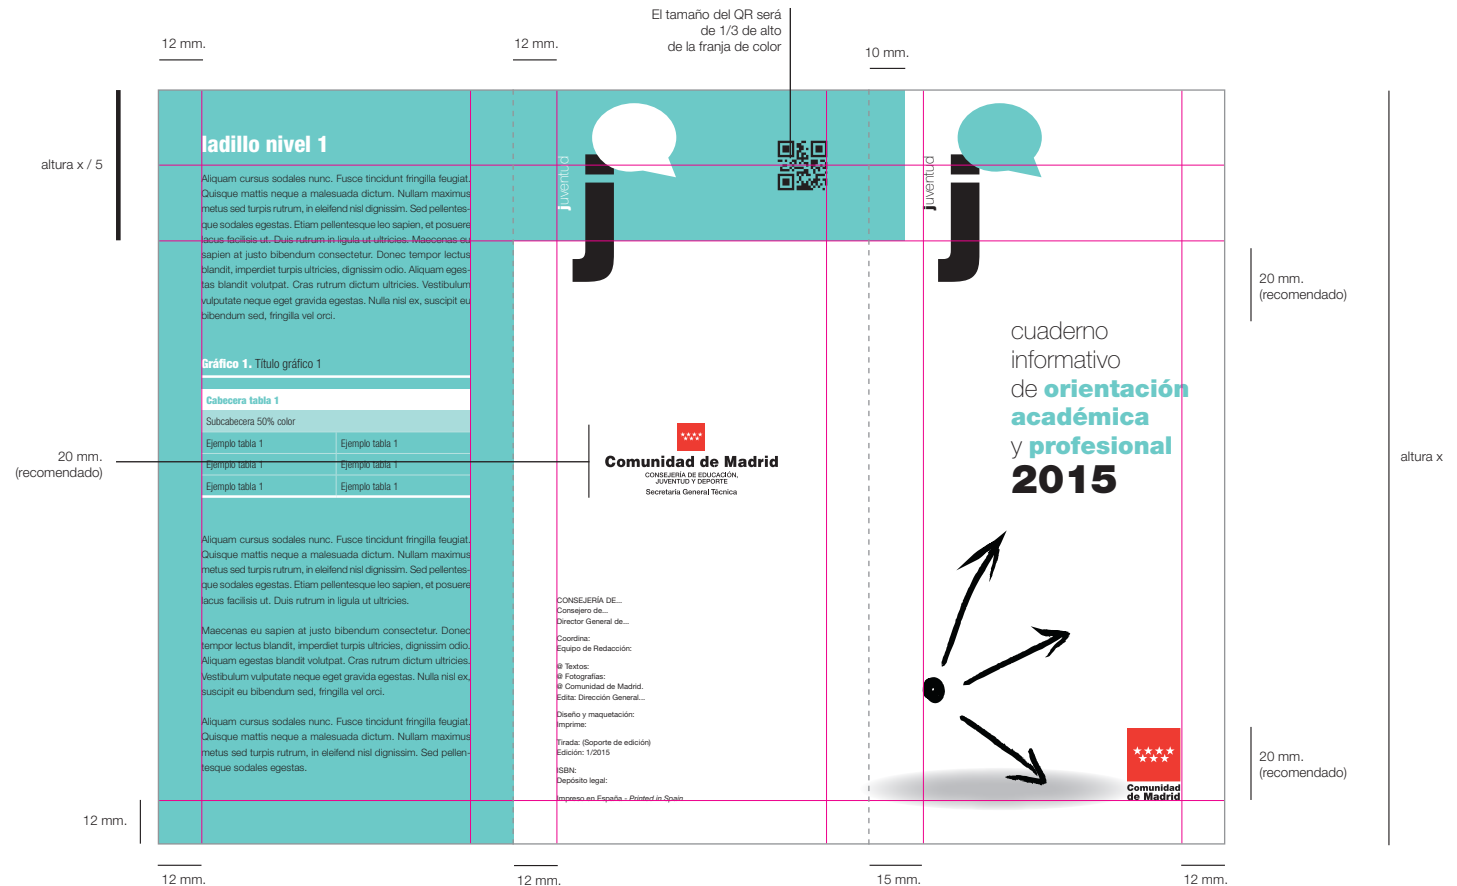 El tamaño del QR será
de 1/3 de alto
de la franja de color
12 mm.
12 mm.
10 mm.
altura x / 5
ladillo nivel 1
Aliquam cursus sodales nunc. Fusce tincidunt fringilla feugiat.
Quisque mattis neque a malesuada dictum. Nullam maximus
metus sed turpis rutrum, in eleifend nisl dignissim. Sed pellentes-
que sodales egestas. Etiam pellentesque leo sapien, et posuere
lacus facilisis ut. Duis rutrum in ligula ut ultricies. Maecenas eu
sapien at justo bibendum consectetur. Donec tempor lectus
blandit, imperdiet turpis ultricies, dignissim odio. Aliquam eges-
tas blandit volutpat. Cras rutrum dictum ultricies. Vestibulum
vulputate neque eget gravida egestas. Nulla nisl ex, suscipit eu
bibendum sed, fringilla vel orci.
Gráfico 1. Título gráfico 1
Cabecera tabla 1
Subcabecera 50% color
Ejemplo tabla 1 Ejemplo tabla 1
Ejemplo tabla 1 Ejemplo tabla 1
Ejemplo tabla 1 Ejemplo tabla 1
20 mm.
(recomendado)
Aliquam cursus sodales nunc. Fusce tincidunt fringilla feugiat.
Quisque mattis neque a malesuada dictum. Nullam maximus
metus sed turpis rutrum, in eleifend nisl dignissim. Sed pellentes-
que sodales egestas. Etiam pellentesque leo sapien, et posuere
lacus facilisis ut. Duis rutrum in ligula ut ultricies.
Maecenas eu sapien at justo bibendum consectetur. Donec
tempor lectus blandit, imperdiet turpis ultricies, dignissim odio.
Aliquam egestas blandit volutpat. Cras rutrum dictum ultricies.
Vestibulum vulputate neque eget gravida egestas. Nulla nisl ex,
suscipit eu bibendum sed, fringilla vel orci.
Aliquam cursus sodales nunc. Fusce tincidunt fringilla feugiat.
Quisque mattis neque a malesuada dictum. Nullam maximus
metus sed turpis rutrum, in eleifend nisl dignissim. Sed pellen-
tesque sodales egestas.
12 mm.
12 mm.
juventud
j
Comunidad de Madrid
CONSEJERÍA DE EDUCACIÓN,
JUVENTUD Y DEPORTE
Secretaría General Técnica
CONSEJERÍA DE...
Consejero de...
Director General de...
Coordina:
Equipo de Redacción:
@ Textos:
@ Fotografías:
@ Comunidad de Madrid.
Edita: Dirección General...
Diseño y maquetación:
Imprime:
Tirada: (Soporte de edición)
Edición: 1/2015
ISBN:
Depósito legal:
Impreso en España - Printed in Spain
12 mm.
juventud
j
20 mm.
(recomendado)
cuaderno
informativo
de orientación
académica
y profesional
2015
altura x
20 mm.
(recomendado)
Comunidad
de Madrid
15 mm.
12 mm.